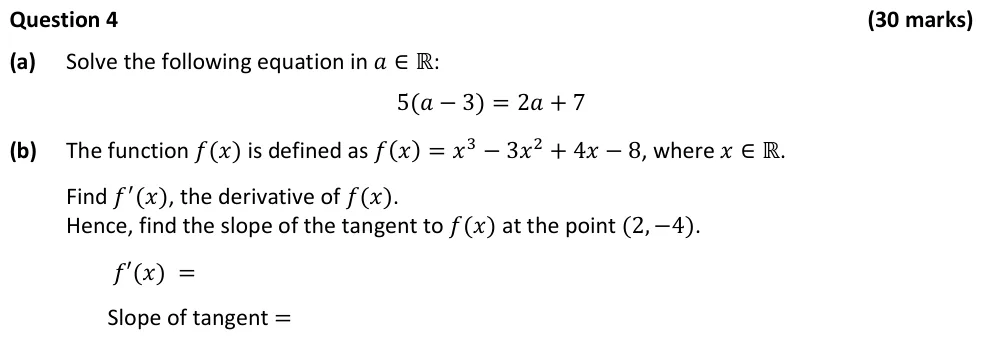 Question 4 (30 marks)
(a) Solve the following equation in a ∈ ℝ:
5(a − 3) = 2a + 7
(b) The function f(x) is defined as f(x) = x³ − 3x² + 4x − 8, where x ∈ ℝ.
Find f′(x), the derivative of f(x).
Hence, find the slope of the tangent to f(x) at the point (2, −4).
f′(x) =
Slope of tangent =